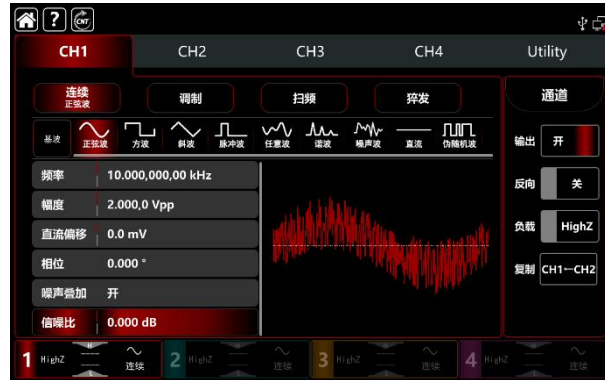 ? CNT
CH1 CH2 CH3 CH4 Utility
连续 调制 扫频 猝发 通道
正弦波
基波 正弦波 方波 斜波 脉冲波 任意波 谐波 噪声波 直流 伪随机波
输出 开
频率 10.000,000,00 kHz
反向 关
幅度 2.000,0 Vpp
直流偏移 0.0 mV
负载 HighZ
相位 0.000 °
复制 CH1←CH2
噪声叠加 开
信噪比 0.000 dB
1 HighZ H L 连续 2 HighZ 连续 3 HighZ 连续 4 HighZ 连续